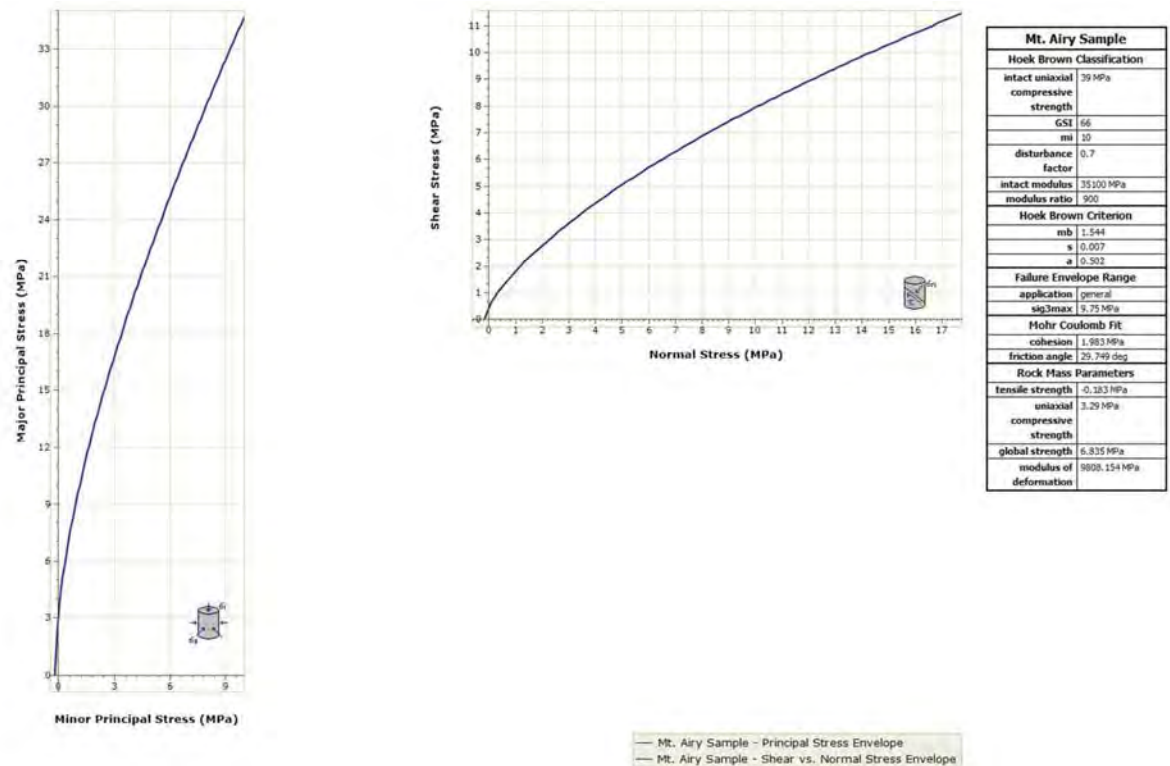 33
30
27
24
21
18
15
12
9
6
3
0
Major Principal Stress (MPa)
0 3 6 9
Minor Principal Stress (MPa)
11
10
9
8
7
6
5
4
3
2
1
0
Shear Stress (MPa)
0 1 2 3 4 5 6 7 8 9 10 11 12 13 14 15 16 17
Normal Stress (MPa)
Mt. Airy Sample
Hoek Brown Classification
intact uniaxial 39 MPa
compressive
strength
GSI 66
mi 10
disturbance 0.7
factor
intact modulus 35100 MPa
modulus ratio 900
Hoek Brown Criterion
mb 1.544
s 0.007
a 0.502
Failure Envelope Range
application general
sig3max 9.75 MPa
Mohr Coulomb Fit
cohesion 1.983 MPa
friction angle 29.749 deg
Rock Mass Parameters
tensile strength -0.183 MPa
uniaxial 3.29 MPa
compressive
strength
global strength 6.835 MPa
modulus of 9808.154 MPa
deformation
Mt. Airy Sample - Principal Stress Envelope
Mt. Airy Sample - Shear vs. Normal Stress Envelope